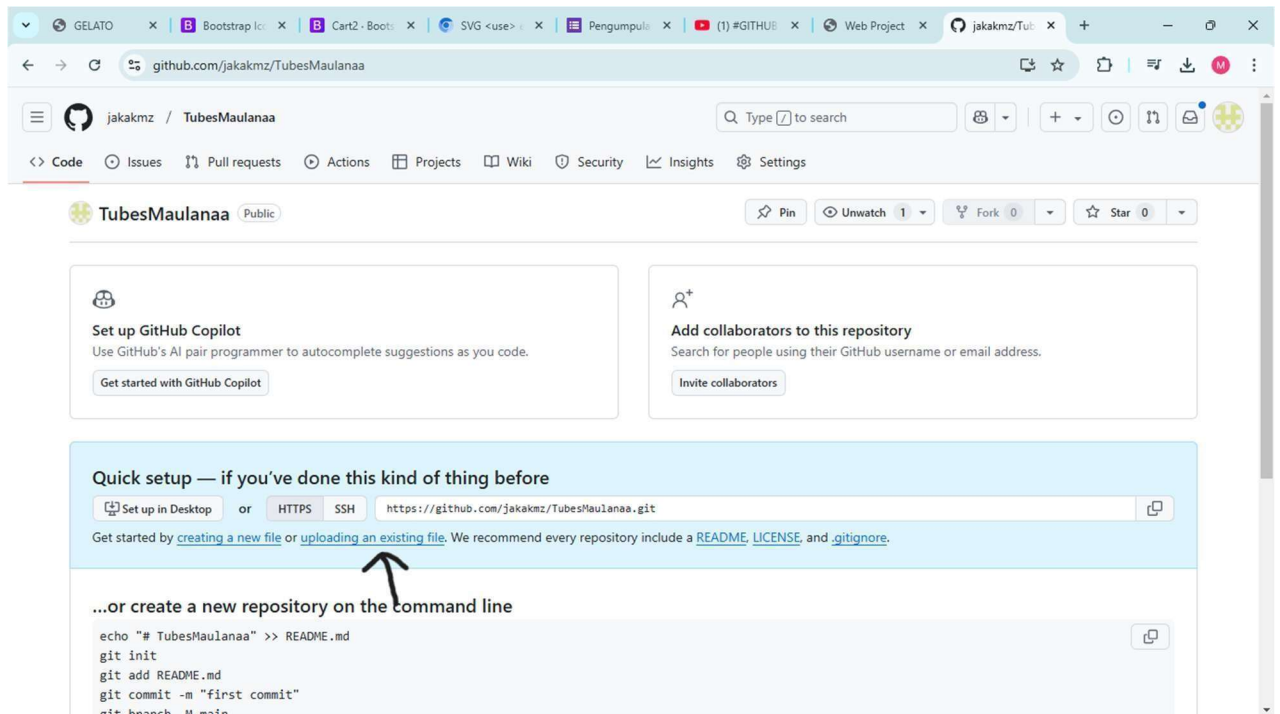 GELATO
Bootstrap Ic
Cart2 · Boots
SVG <use>
Pengumpula
(1) #GITHUB
Web Project
jakakmz/Tub
github.com/jakakmz/TubesMaulanaa
M
jakakmz / TubesMaulanaa
Type / to search
Code
Issues
Pull requests
Actions
Projects
Wiki
Security
Insights
Settings
TubesMaulanaa Public
Pin
Unwatch 1
Fork 0
Star 0
Set up GitHub Copilot
Use GitHub's AI pair programmer to autocomplete suggestions as you code.
Get started with GitHub Copilot
Add collaborators to this repository
Search for people using their GitHub username or email address.
Invite collaborators
Quick setup — if you've done this kind of thing before
Set up in Desktop or HTTPS SSH https://github.com/jakakmz/TubesMaulanaa.git
Get started by creating a new file or uploading an existing file. We recommend every repository include a README, LICENSE, and .gitignore.
...or create a new repository on the command line
echo "# TubesMaulanaa" >> README.md
git init
git add README.md
git commit -m "first commit"
git branch -M main